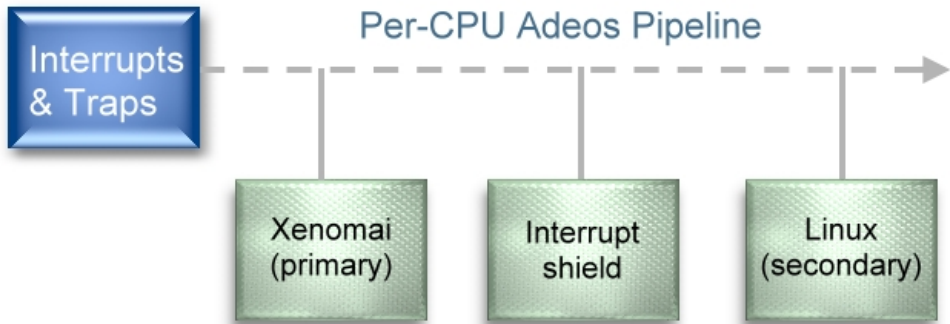 Per-CPU Adeos Pipeline
Interrupts
& Traps
Xenomai
(primary)
Interrupt
shield
Linux
(secondary)